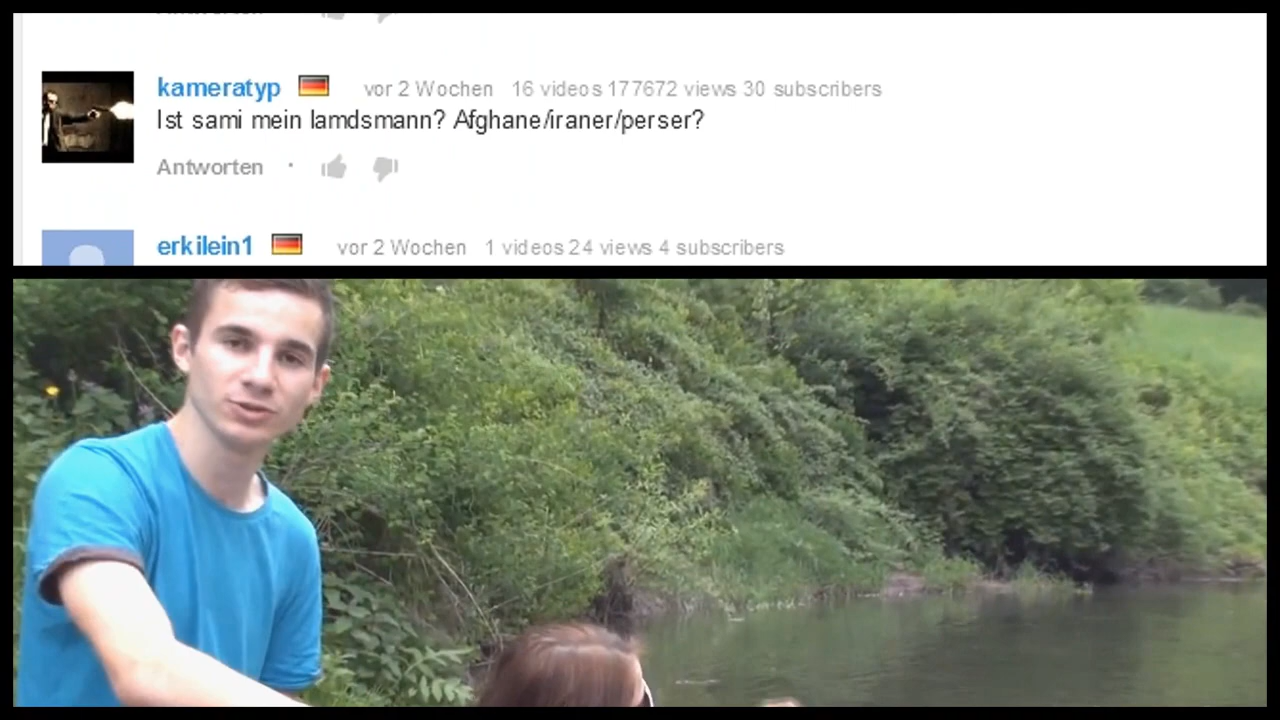 kameratyp vor 2 Wochen 16 videos 177672 views 30 subscribers
Ist sami mein lamdsmann? Afghane/iraner/perser?
Antworten ·
erkilein1 vor 2 Wochen 1 videos 24 views 4 subscribers